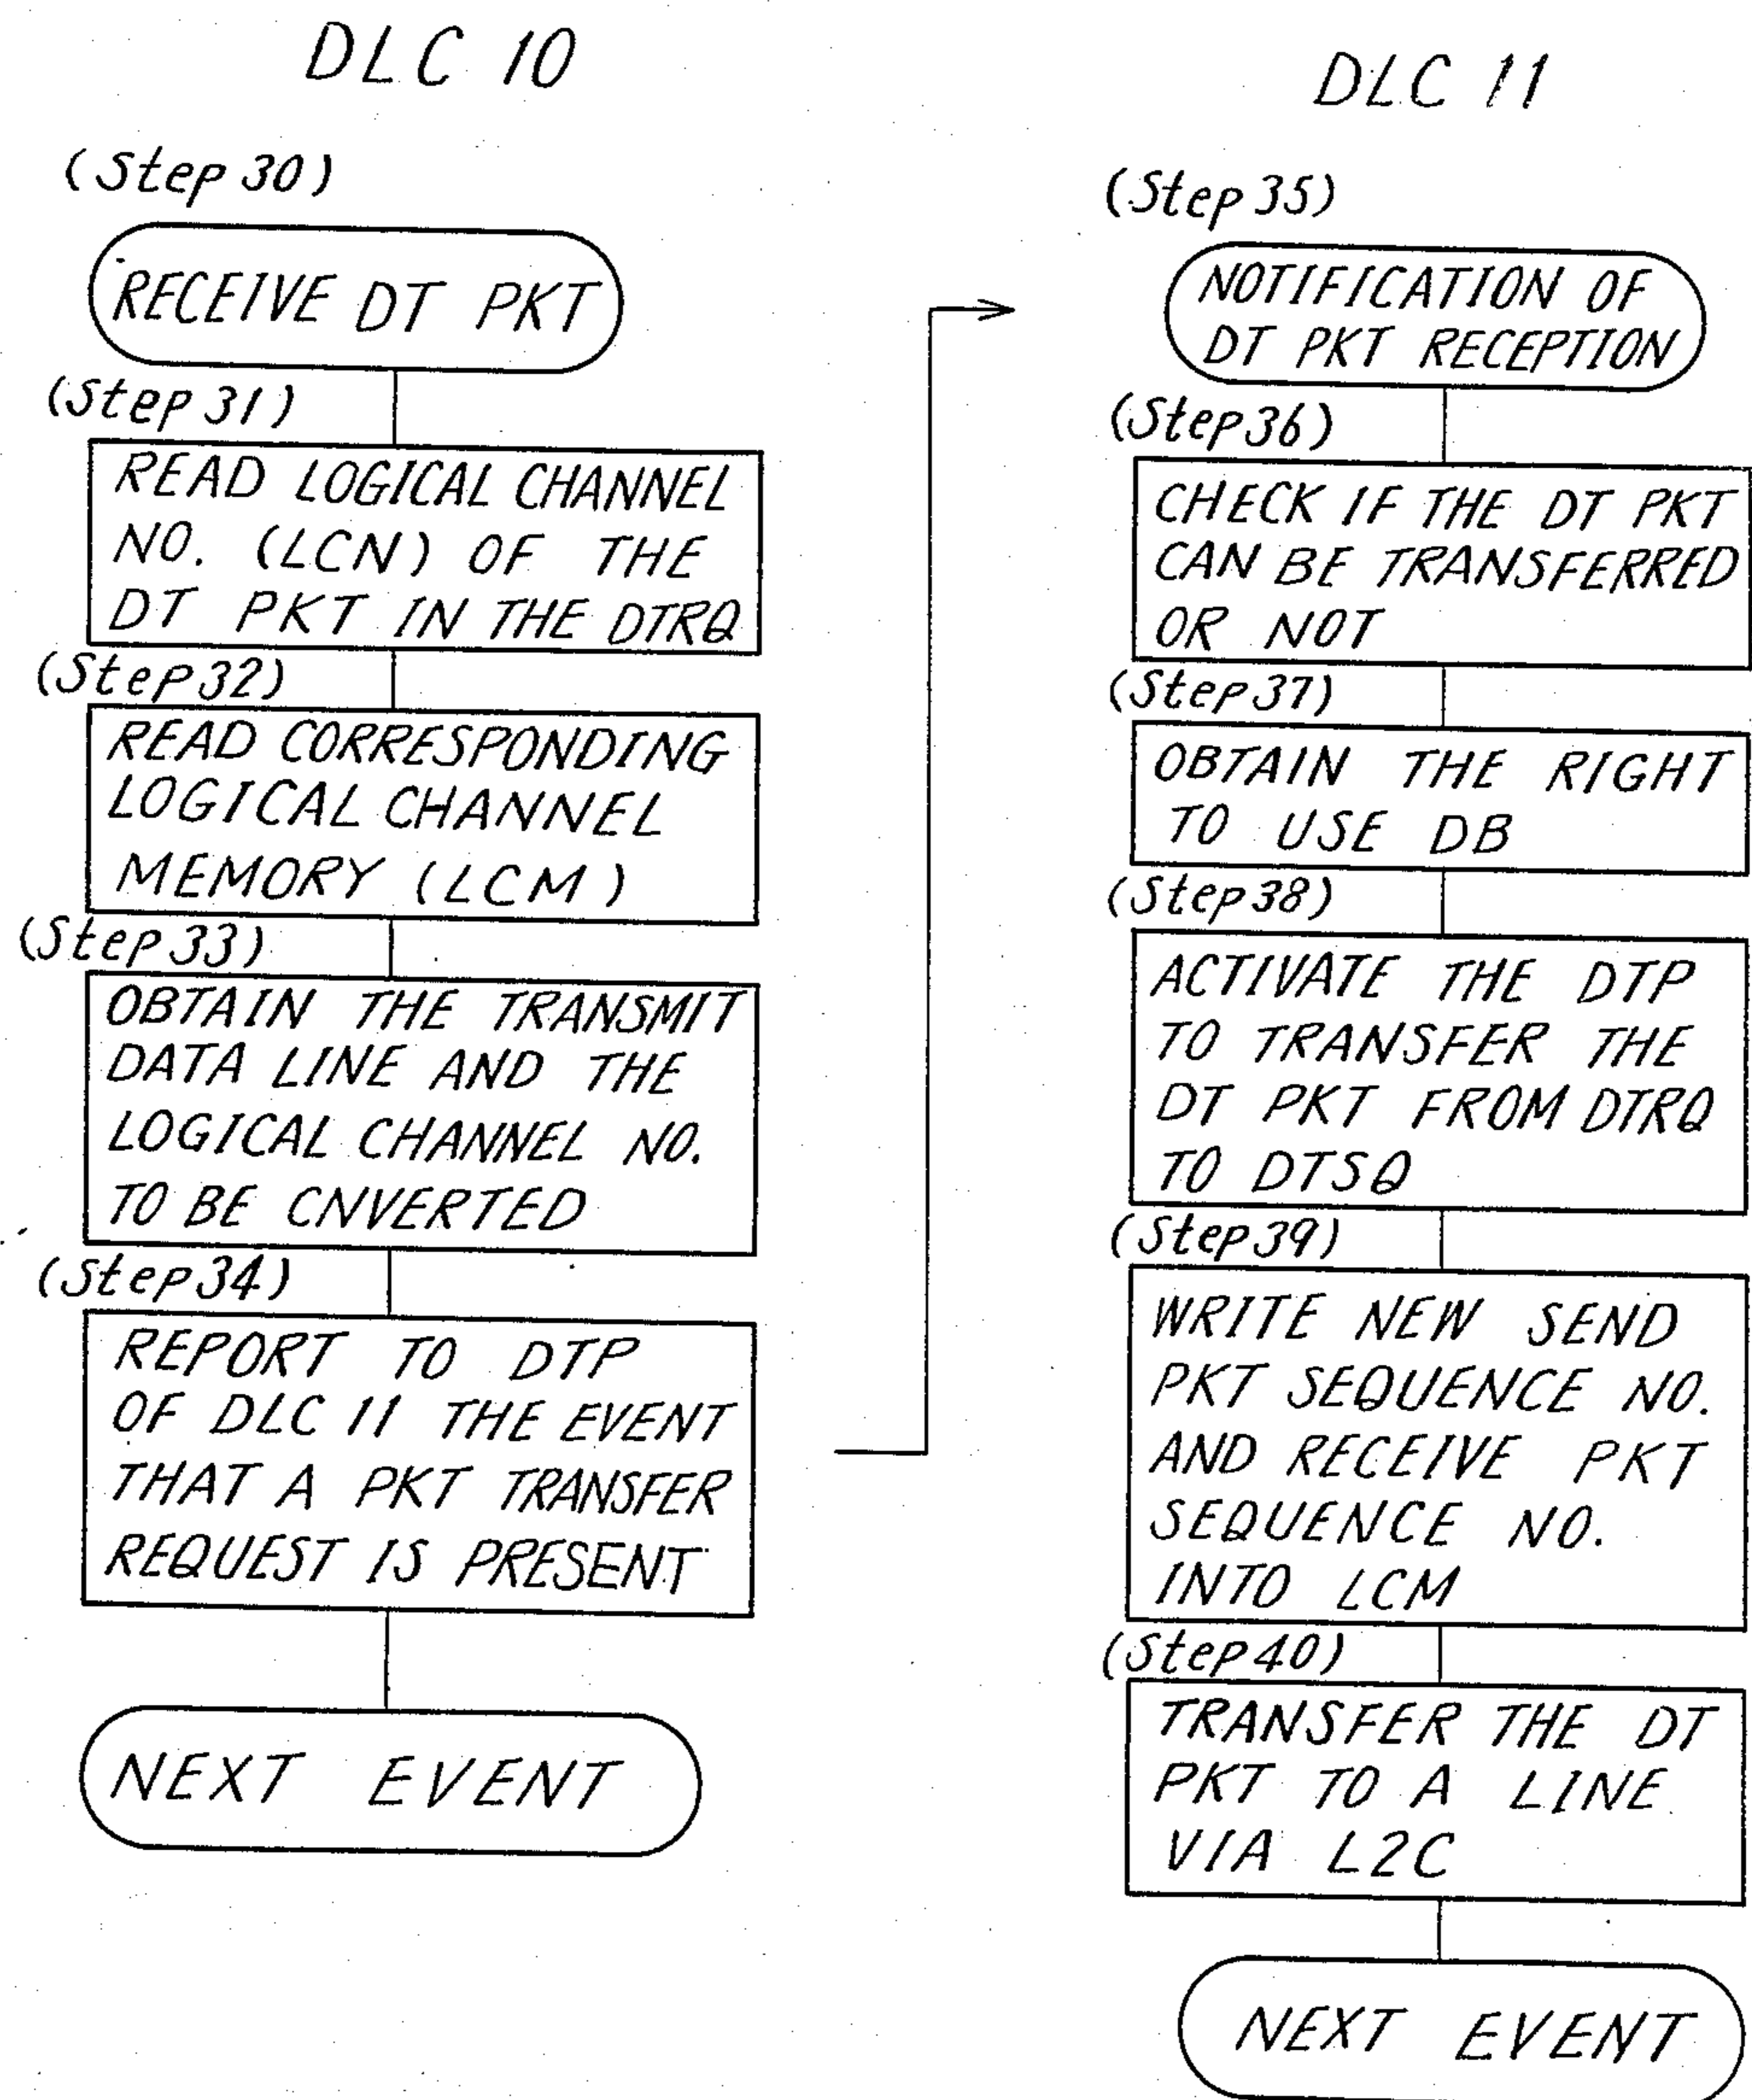 DLC 10
(Step 30)
RECEIVE DT PKT
(Step 31)
READ LOGICAL CHANNEL
NO. (LCN) OF THE
DT PKT IN THE DTRQ
(Step 32)
READ CORRESPONDING
LOGICAL CHANNEL
MEMORY (LCM)
(Step 33)
OBTAIN THE TRANSMIT
DATA LINE AND THE
LOGICAL CHANNEL NO.
TO BE CNVERTED
(Step 34)
REPORT TO DTP
OF DLC 11 THE EVENT
THAT A PKT TRANSFER
REQUEST IS PRESENT
NEXT EVENT
DLC 11
(Step 35)
NOTIFICATION OF
DT PKT RECEPTION
(Step 36)
CHECK IF THE DT PKT
CAN BE TRANSFERRED
OR NOT
(Step 37)
OBTAIN THE RIGHT
TO USE DB
(Step 38)
ACTIVATE THE DTP
TO TRANSFER THE
DT PKT FROM DTRQ
TO DTSQ
(Step 39)
WRITE NEW SEND
PKT SEQUENCE NO.
AND RECEIVE PKT
SEQUENCE NO.
INTO LCM
(Step 40)
TRANSFER THE DT
PKT TO A LINE
VIA L2C
NEXT EVENT